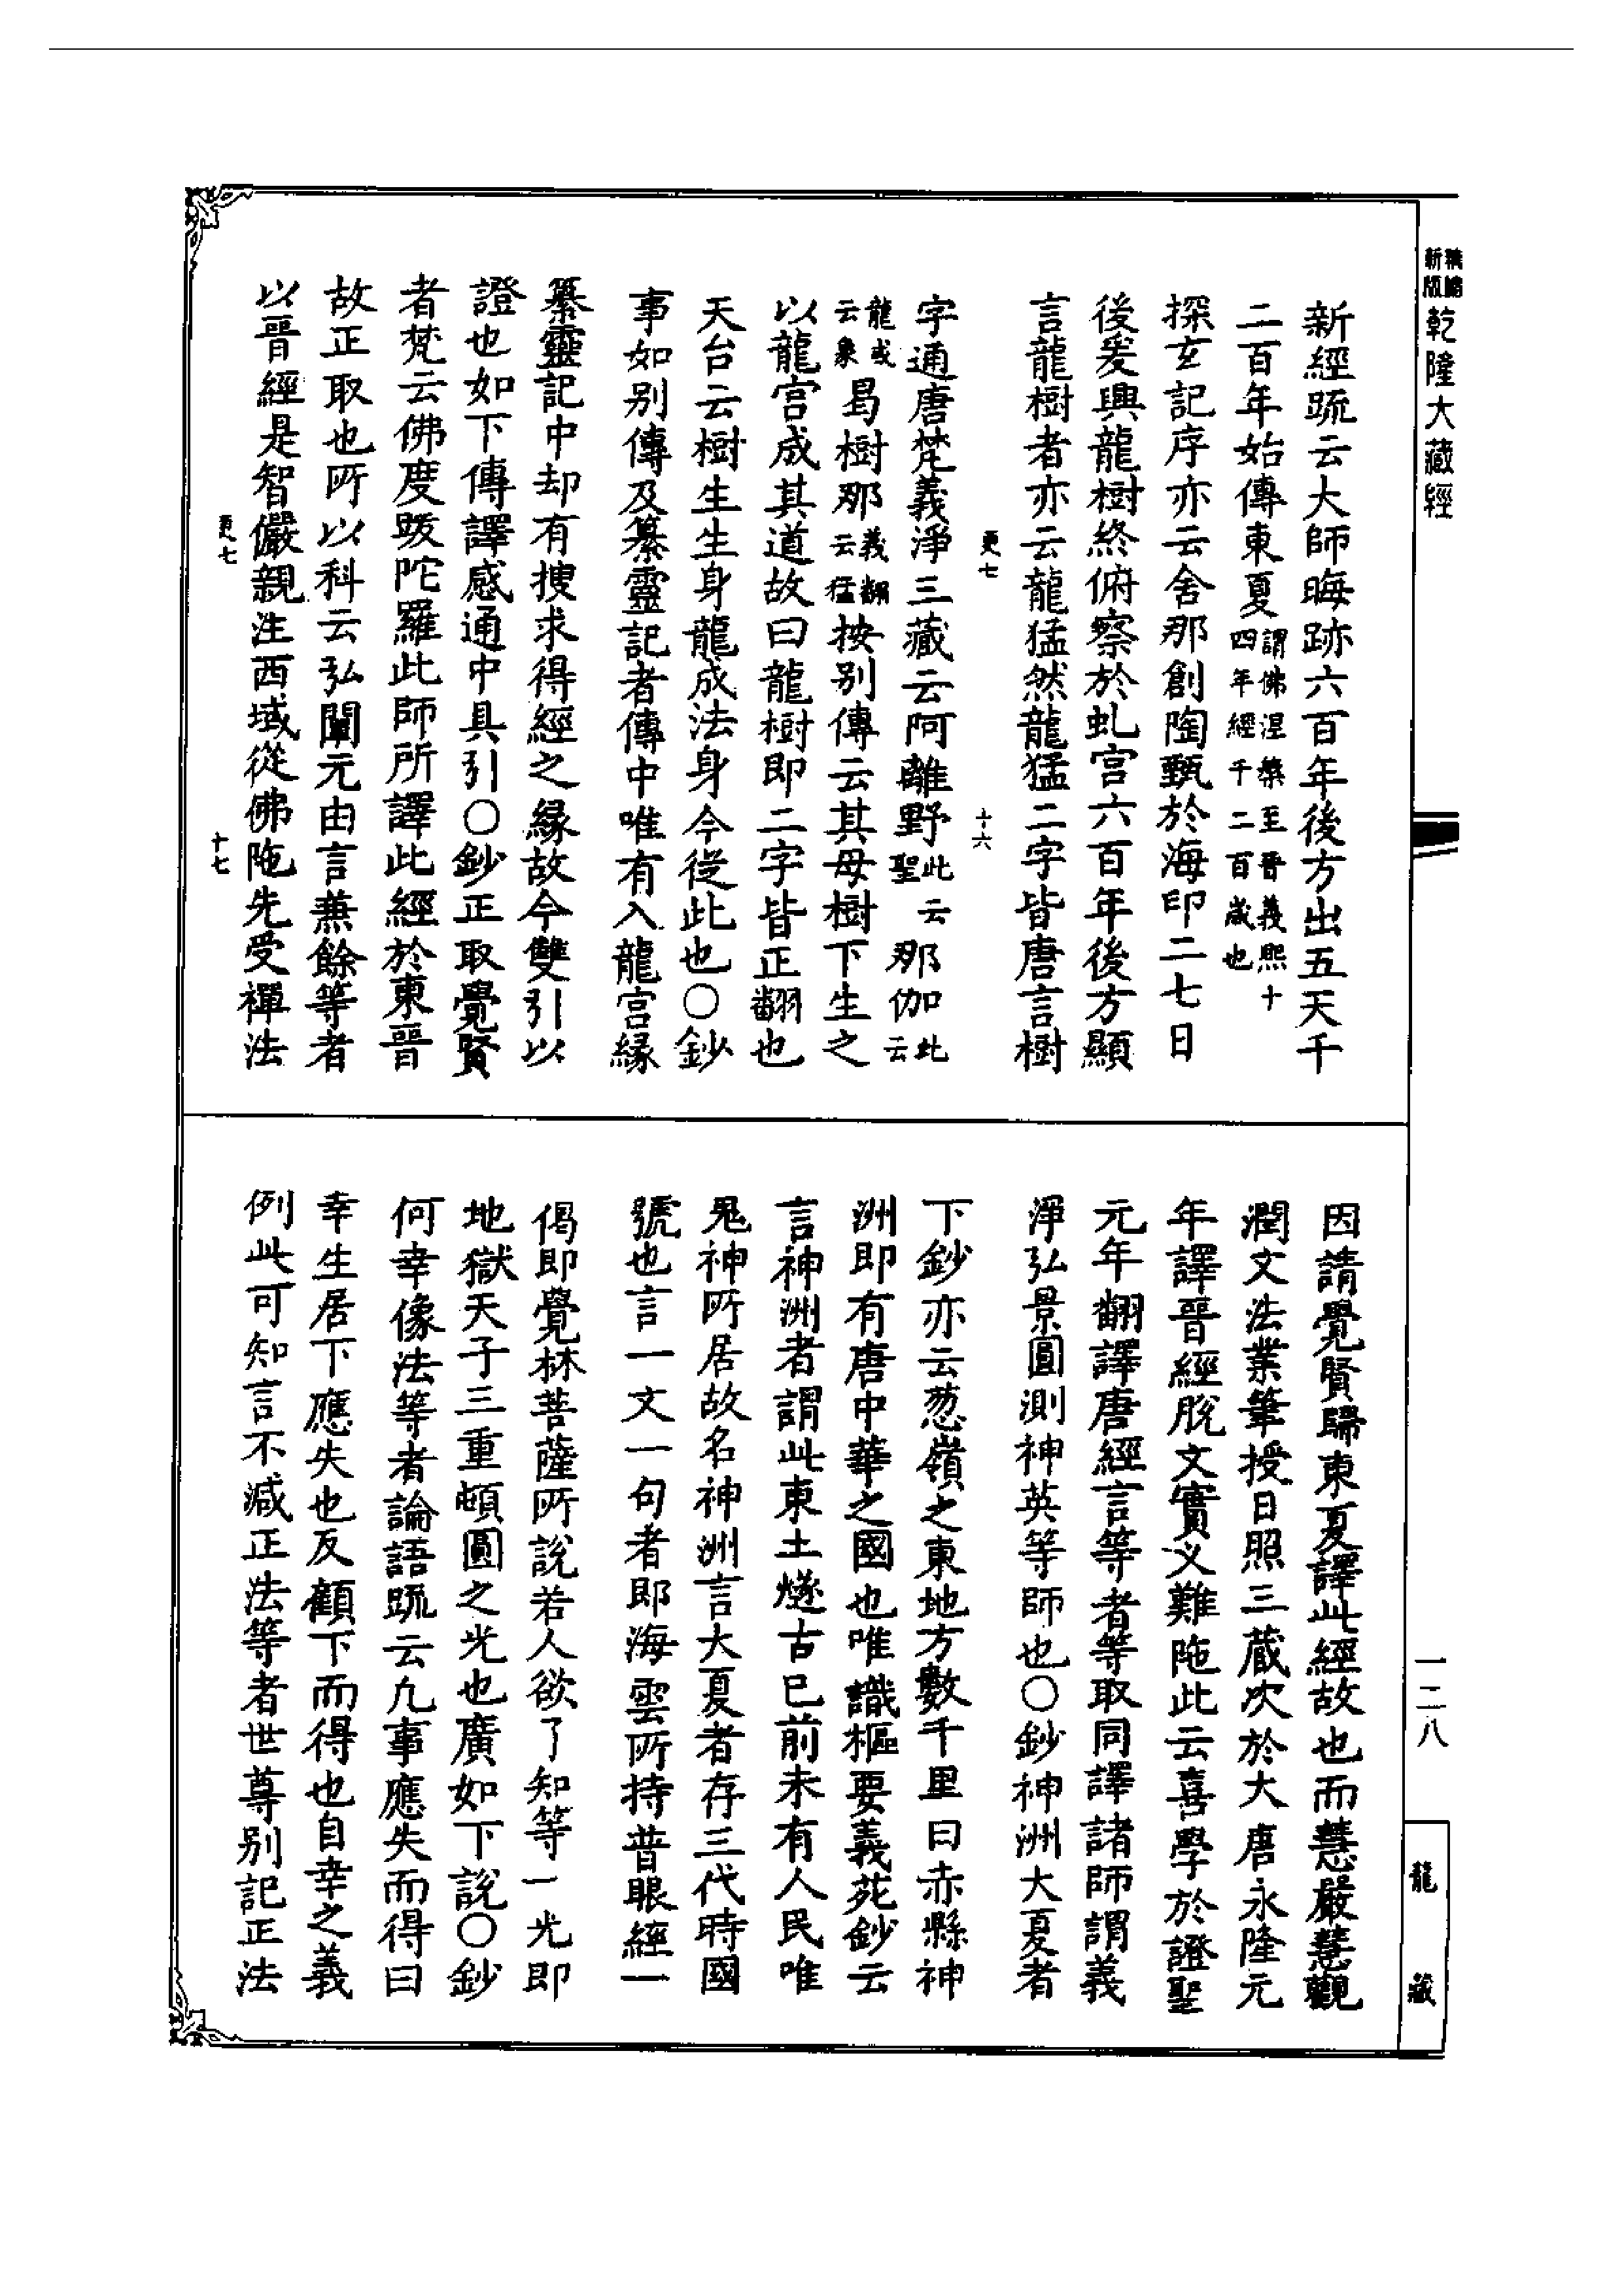 乾隆大藏經
新經䟽云大師晦跡六百年後方出五天千
二百年始傳東夏謂佛涅槃至晉義熙十四年經千二百歲也
探玄記序亦云舍那創陶甄於海印二七日
後爰興龍樹終俯察於虬宮六百年後方顯
言龍樹者亦云龍猛然龍猛二字皆唐言樹
更七
十六
字通唐梵義淨三藏云阿離野此云聖那伽此云
龍或云象曷樹那義翻云猛按別傳云其母樹下生之
以龍宮成其道故曰龍樹即二字皆正翻也
天台云樹生生身龍成法身今從此也〇鈔
事如別傳及纂靈記者傳中唯有入龍宮緣
纂靈記中却有搜求得經之緣故今雙引以
證也如下傳譯感通中具引〇鈔正取覺賢
者梵云佛度跋陀羅此師所譯此經於東晉
故正取也所以科云弘闡元由言兼餘等者
以晉經是智儼親注西域從佛陁先受禪法
更七
十七
因請覺賢歸東夏譯此經故也而慧嚴慧觀
潤文法業筆授日照三藏次於大唐永隆元
年譯晉經脫文實义難陁此云喜學於證聖
元年翻譯唐經言等者等取同譯諸師謂義
淨弘景圓測神英等師也〇鈔神洲大夏者
下鈔亦云葱嶺之東地方數千里曰赤縣神
洲即有唐中華之國也唯識樞要義苑鈔云
言神洲者謂此東土燧古已前未有人民唯
鬼神所居故名神洲言大夏者存三代時國
號也言一文一句者即海雲所持普眼經一
偈即覺林菩薩所說若人欲了知等一光即
地獄天子三重頓圓之光也廣如下說〇鈔
何幸像法等者論語䟽云凡事應失而得曰
幸生居下應失也反顧下而得也自幸之義
例此可知言不減正法等者世尊別記正法
一二八
龍藏